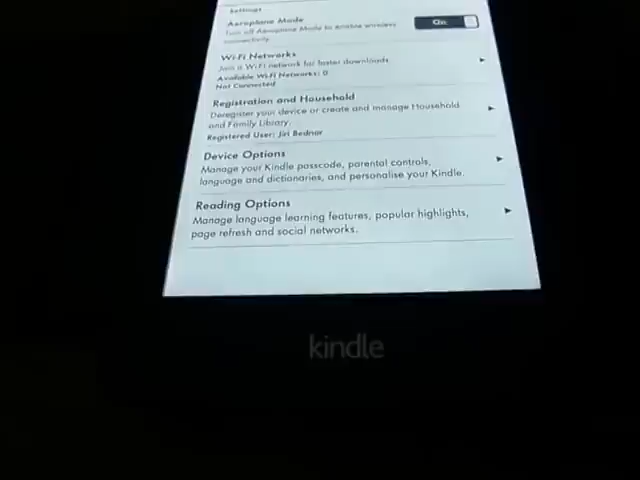 Settings
Aeroplane Mode
On
Turn off Aeroplane Mode to enable wireless
connectivity.
Wi-Fi Networks
Join a Wi-Fi network for faster downloads
Available Wi-Fi Networks: 0
Not Connected
Registration and Household
Deregister your device or create and manage Household
and Family Library.
Registered User: Jiri Bednar
Device Options
Manage your Kindle passcode, parental controls,
language and dictionaries, and personalise your Kindle.
Reading Options
Manage language learning features, popular highlights,
page refresh and social networks.
kindle